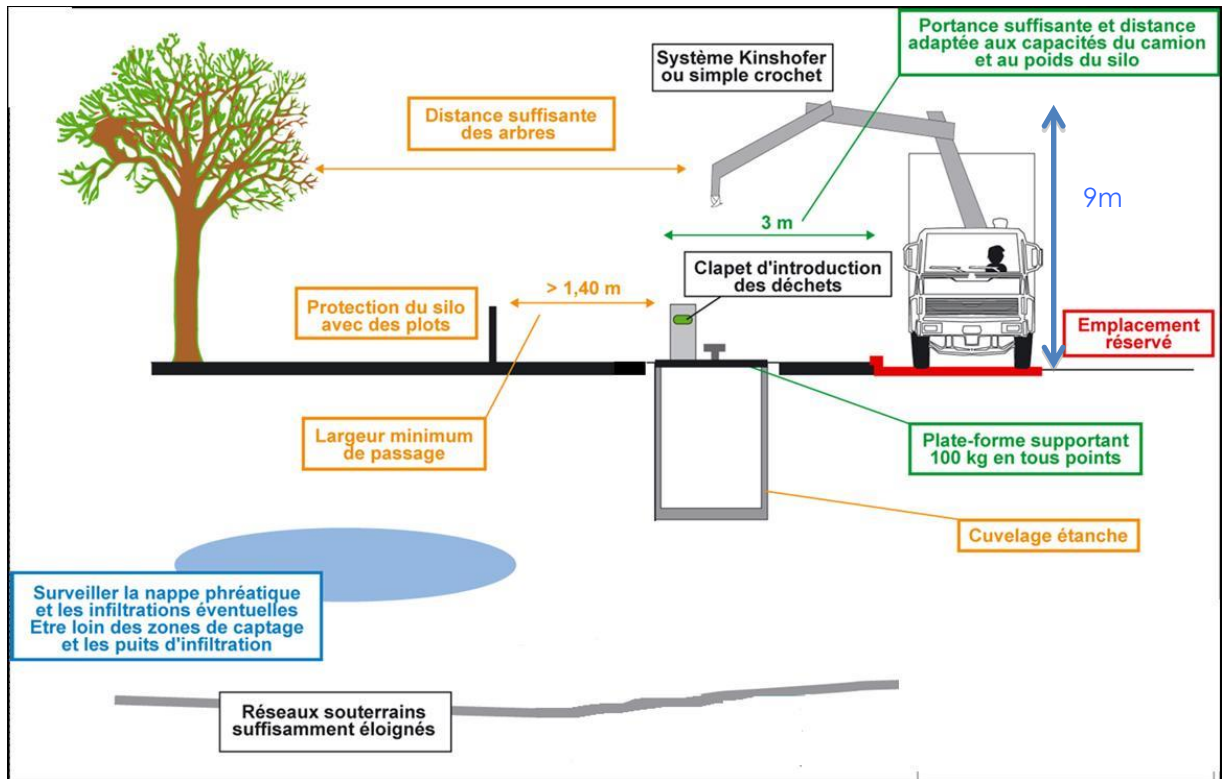 Portance suffisante et distance
adaptée aux capacités du camion
et au poids du silo
Système Kinshofer
ou simple crochet
Distance suffisante
des arbres
9m
3 m
Clapet d'introduction
des déchets
> 1,40 m
Protection du silo
avec des plots
Emplacement
réservé
Largeur minimum
de passage
Plate-forme supportant
100 kg en tous points
Cuvelage étanche
Surveiller la nappe phréatique
et les infiltrations éventuelles
Etre loin des zones de captage
et les puits d'infiltration
Réseaux souterrains
suffisamment éloignés